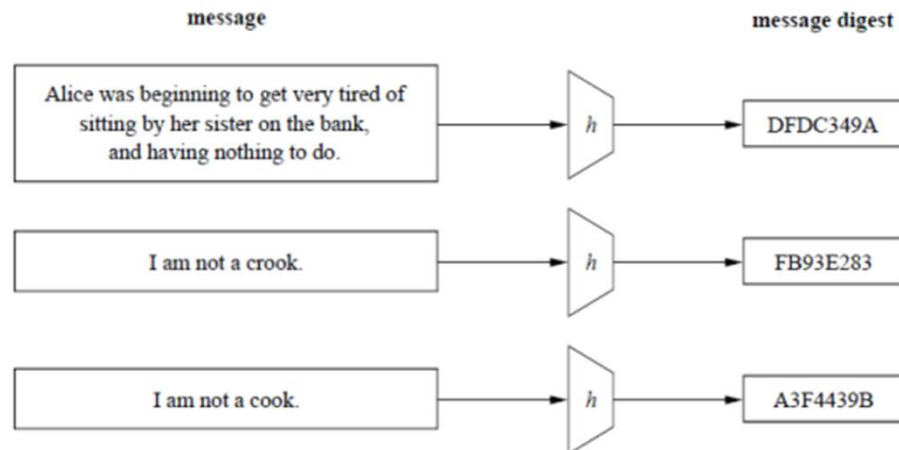 message
message digest
Alice was beginning to get very tired of
sitting by her sister on the bank,
and having nothing to do.
h
DFDC349A
I am not a crook.
h
FB93E283
I am not a cook.
h
A3F4439B